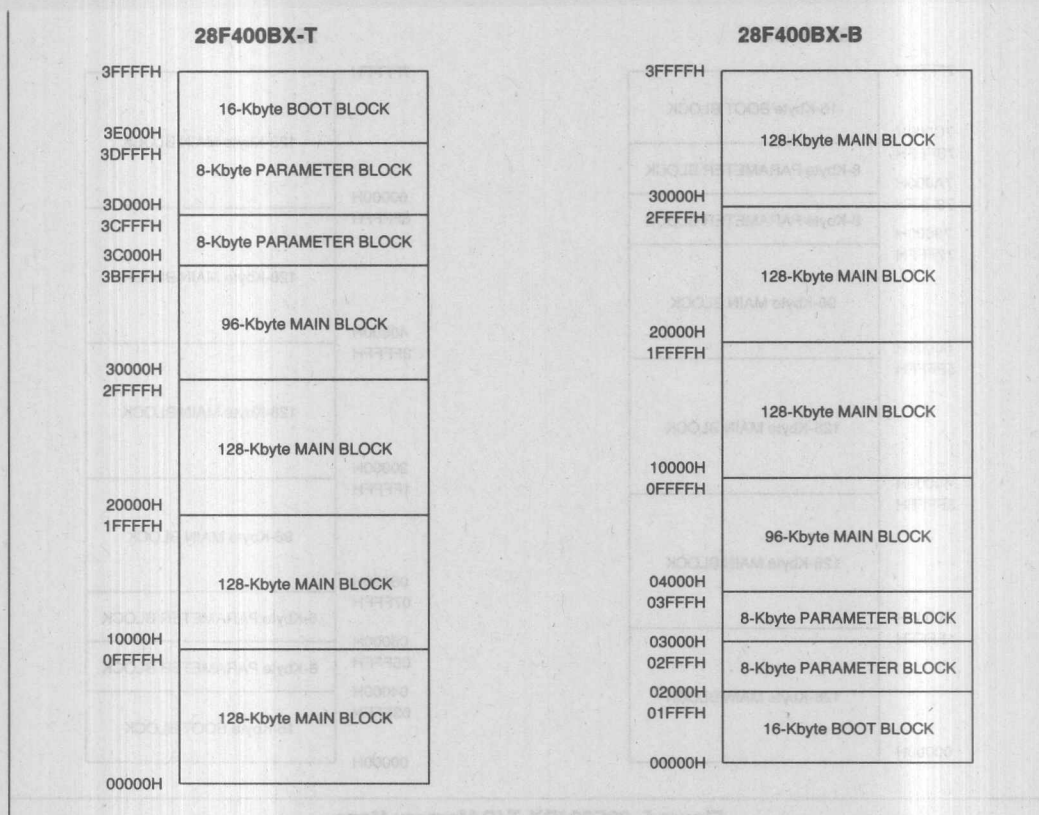 28F400BX-T
3FFFFH
16-Kbyte BOOT BLOCK
3E000H
3DFFFH
8-Kbyte PARAMETER BLOCK
3D000H
3CFFFH
8-Kbyte PARAMETER BLOCK
3C000H
3BFFFH
96-Kbyte MAIN BLOCK
30000H
2FFFFH
128-Kbyte MAIN BLOCK
20000H
1FFFFH
128-Kbyte MAIN BLOCK
10000H
0FFFFH
128-Kbyte MAIN BLOCK
00000H
28F400BX-B
3FFFFH
128-Kbyte MAIN BLOCK
30000H
2FFFFH
128-Kbyte MAIN BLOCK
20000H
1FFFFH
128-Kbyte MAIN BLOCK
10000H
0FFFFH
96-Kbyte MAIN BLOCK
04000H
03FFFH
8-Kbyte PARAMETER BLOCK
03000H
02FFFH
8-Kbyte PARAMETER BLOCK
02000H
01FFFH
16-Kbyte BOOT BLOCK
00000H